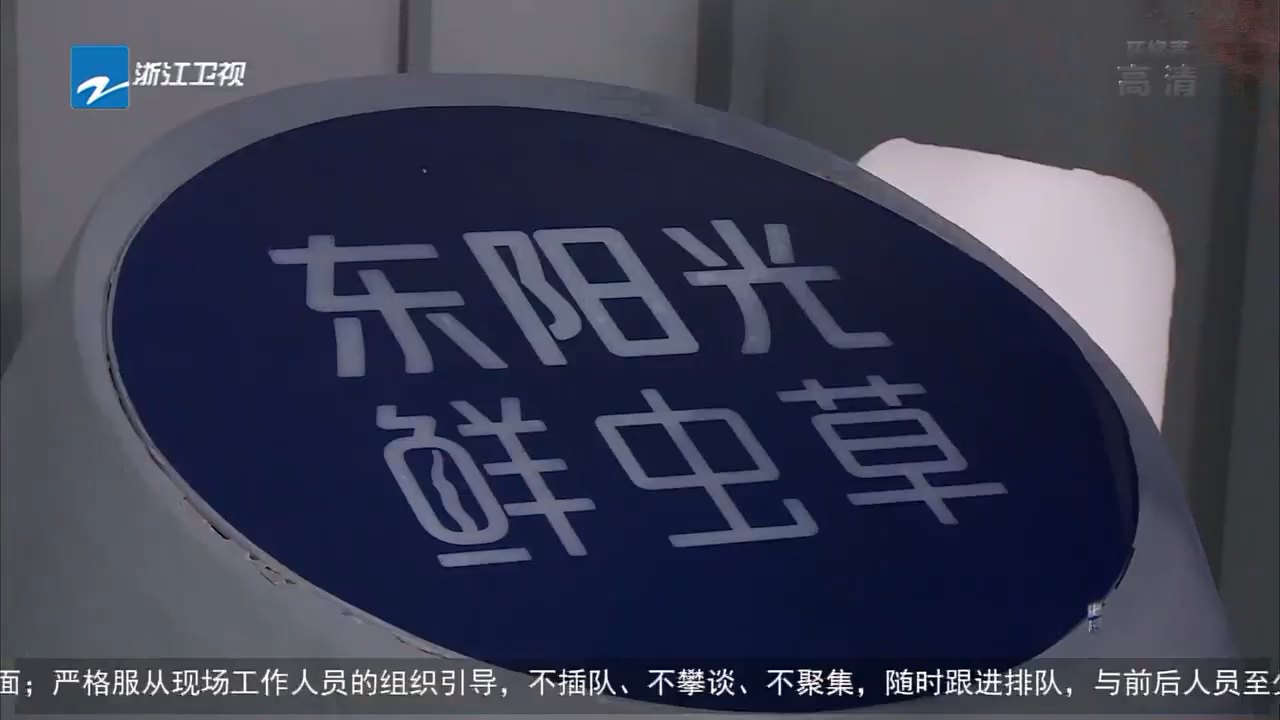 浙江卫视
高清
东阳光
鲜虫草
面；严格服从现场工作人员的组织引导，不插队、不攀谈、不聚集，随时跟进排队，与前后人员至少